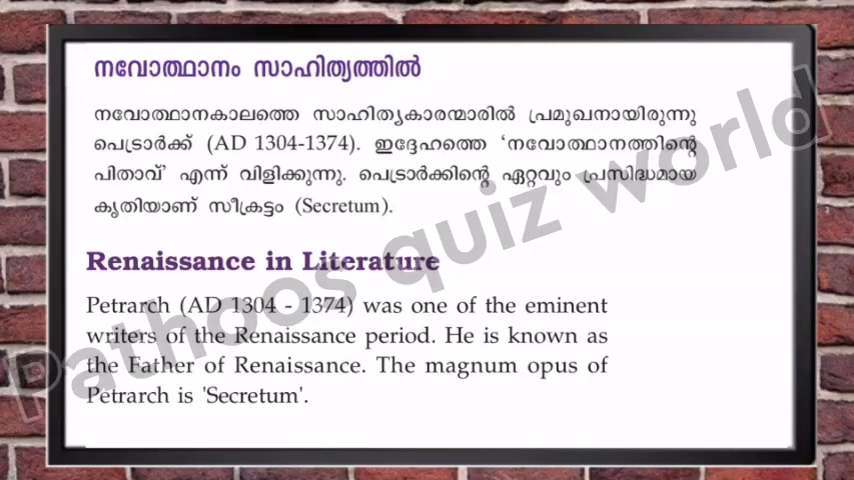 നവോത്ഥാനം സാഹിത്യത്തിൽ
നവോത്ഥാനകാലത്തെ സാഹിത്യകാരന്മാരിൽ പ്രമുഖനായിരുന്നു
പെട്രാർക്ക് (AD 1304-1374). ഇദ്ദേഹത്തെ ‘നവോത്ഥാനത്തിന്റെ
പിതാവ്’ എന്ന് വിളിക്കുന്നു. പെട്രാർക്കിന്റെ ഏറ്റവും പ്രസിദ്ധമായ
കൃതിയാണ് സീക്രട്ടം (Secretum).
Renaissance in Literature
Petrarch (AD 1304 - 1374) was one of the eminent
writers of the Renaissance period. He is known as
the Father of Renaissance. The magnum opus of
Petrarch is 'Secretum'.
Pathoos quiz world